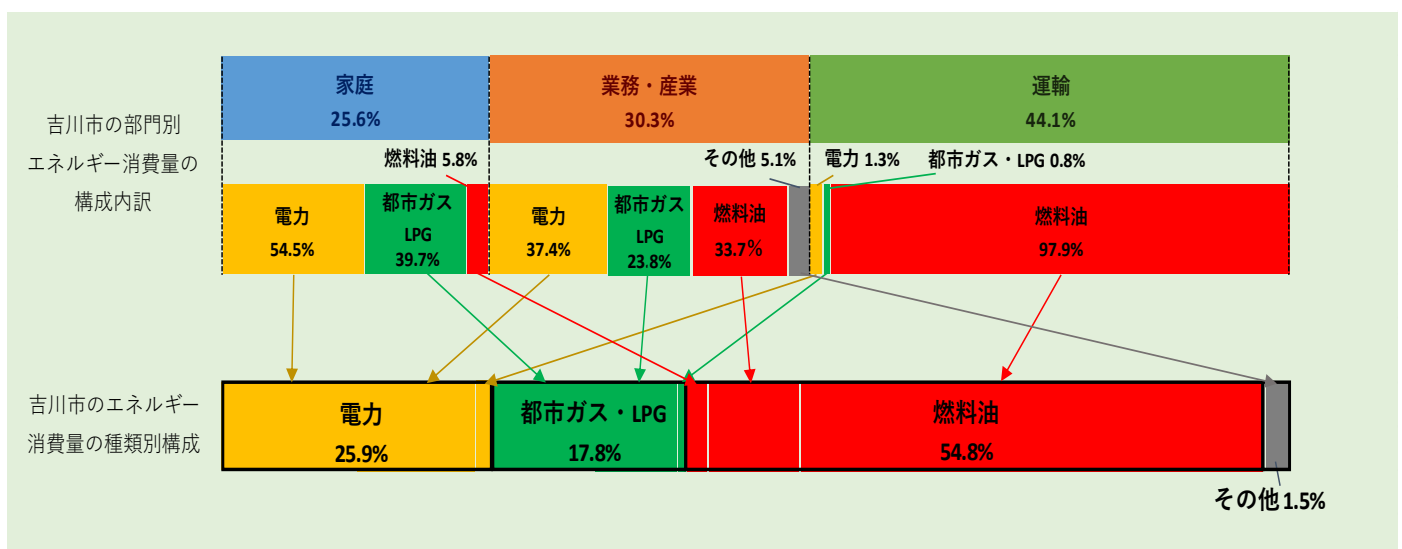 家庭
25.6%
業務・産業
30.3%
運輸
44.1%
吉川市の部門別
エネルギー消費量の
構成内訳
燃料油 5.8%
その他 5.1%
電力 1.3%
都市ガス・LPG 0.8%
電力
54.5%
都市ガス
LPG
39.7%
電力
37.4%
都市ガス
LPG
23.8%
燃料油
33.7%
燃料油
97.9%
吉川市のエネルギー
消費量の種類別構成
電力
25.9%
都市ガス・LPG
17.8%
燃料油
54.8%
その他 1.5%